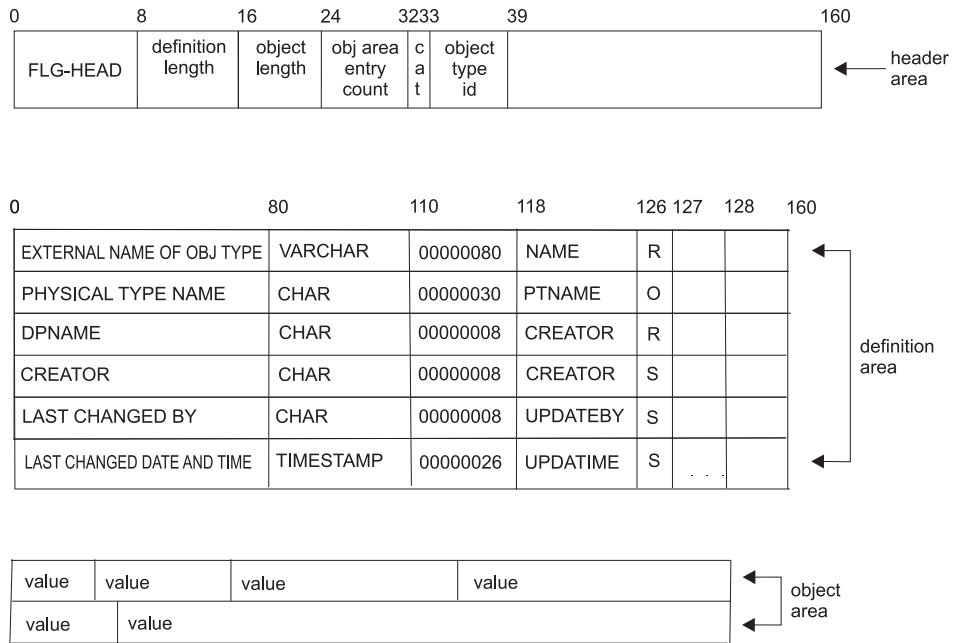 0 8 16 24 3233 39 160
FLG-HEAD definition length object length obj area entry count cat object type id
header area
0 80 110 118 126 127 128 160
EXTERNAL NAME OF OBJ TYPE VARCHAR 00000080 NAME R
PHYSICAL TYPE NAME CHAR 00000030 PTNAME O
DPNAME CHAR 00000008 CREATOR R
CREATOR CHAR 00000008 CREATOR S
LAST CHANGED BY CHAR 00000008 UPDATEBY S
LAST CHANGED DATE AND TIME TIMESTAMP 00000026 UPDATIME S . . .
definition area
value value value value
value value
object area